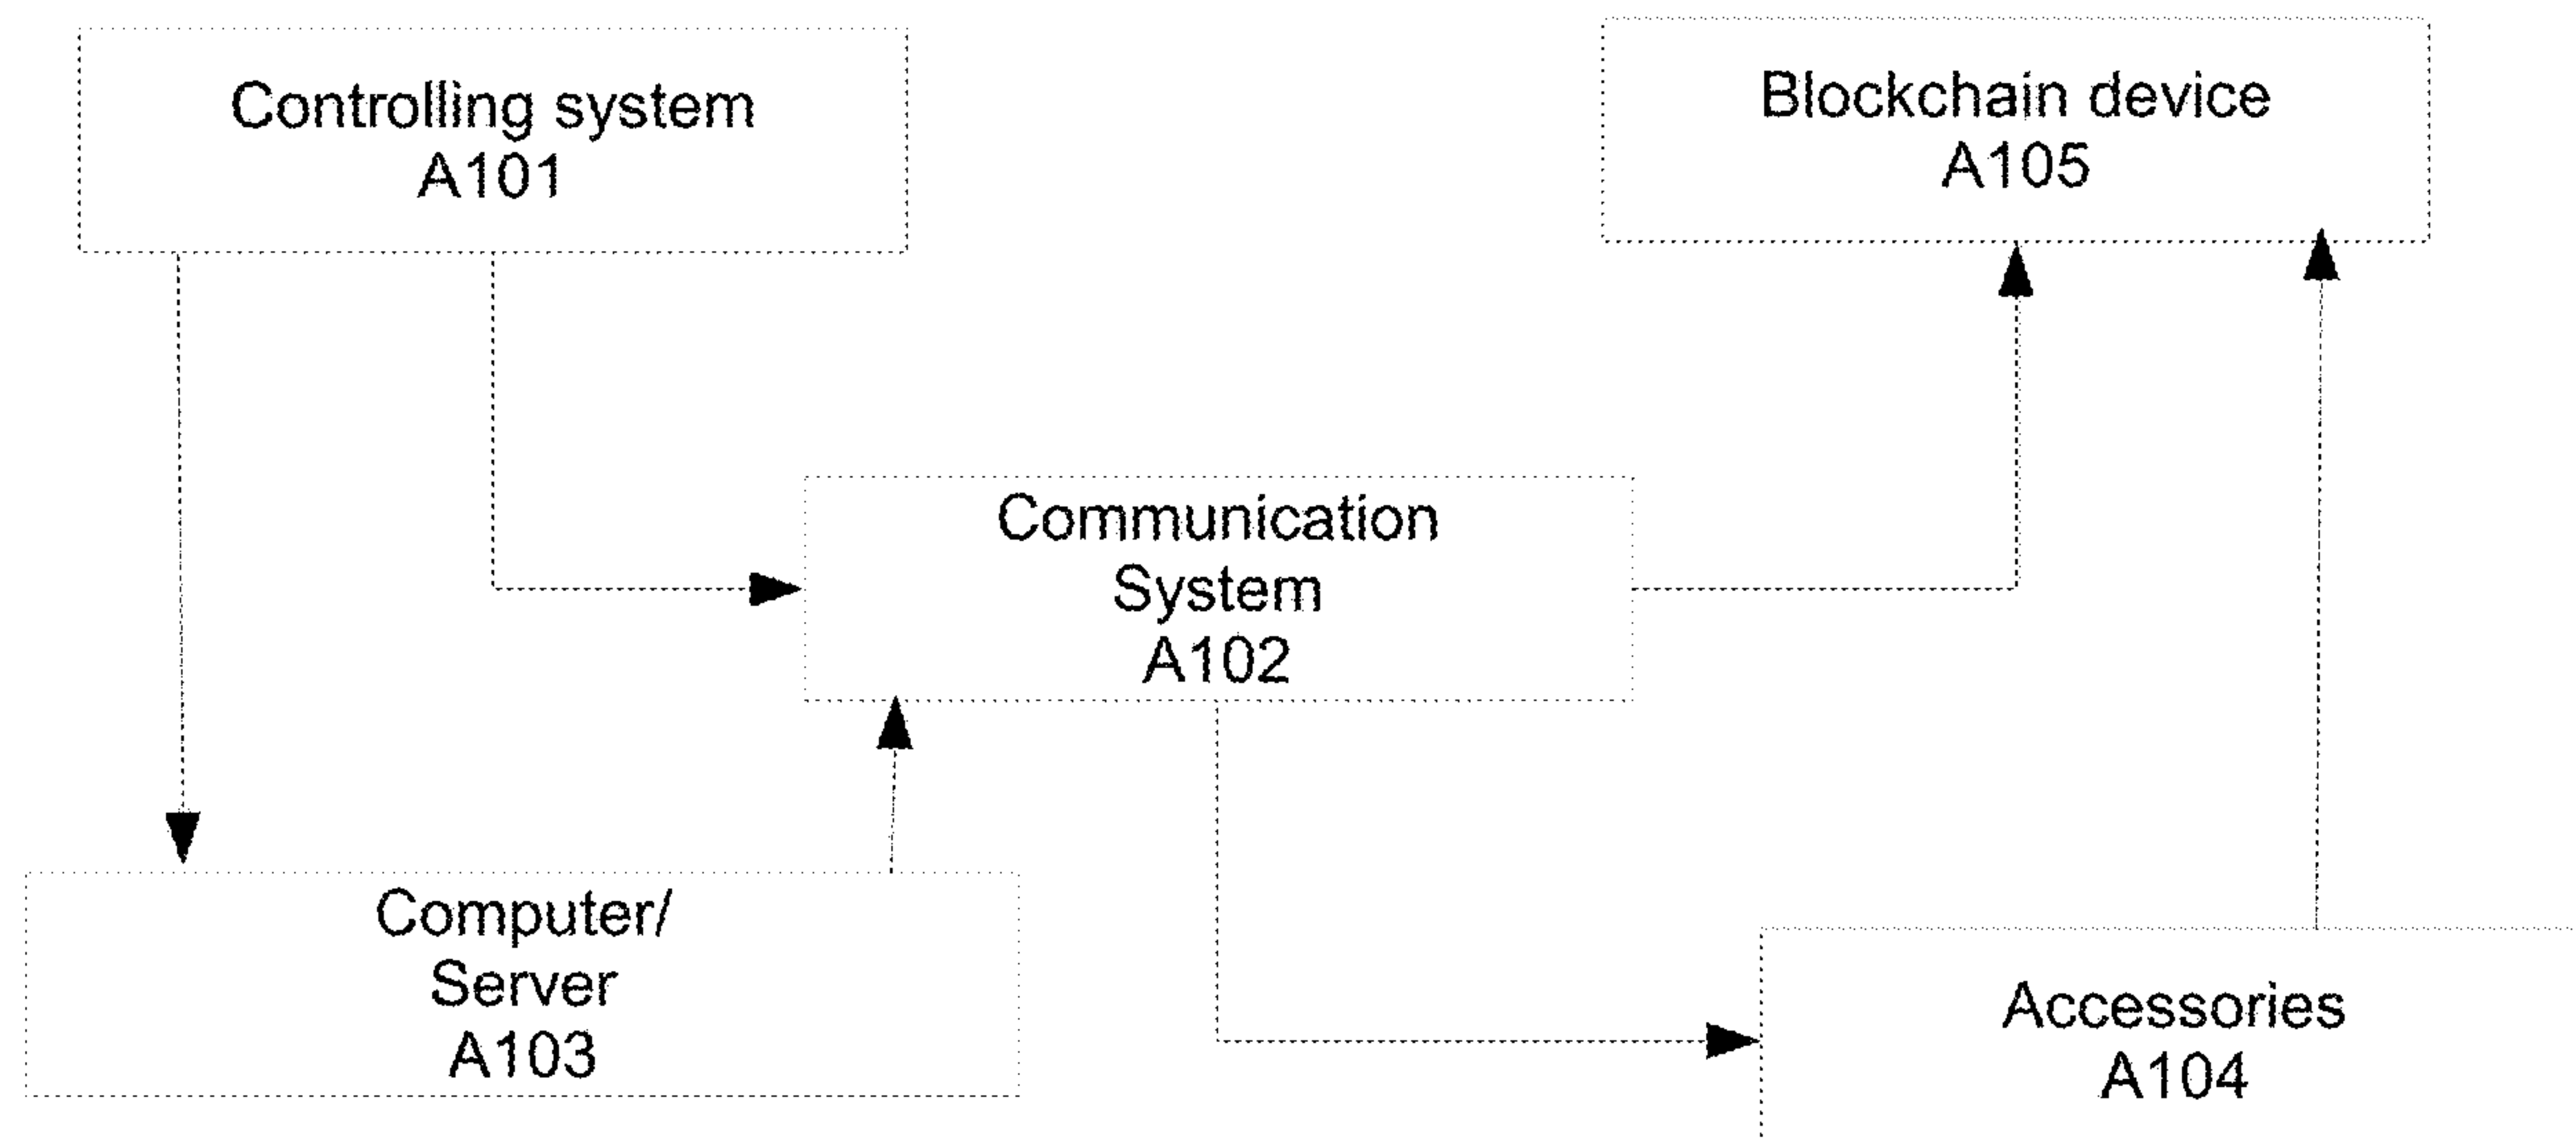 Controlling system
A101
Blockchain device
A105
Communication
System
A102
Computer/
Server
A103
Accessories
A104